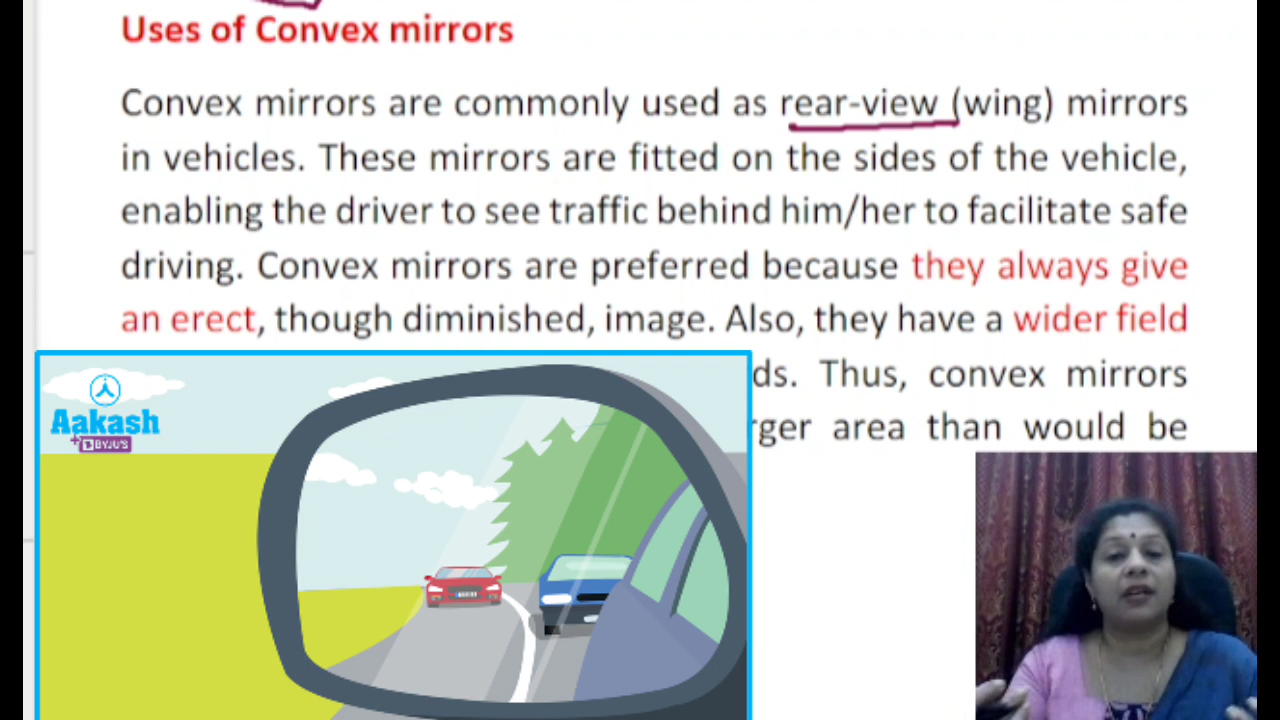 Uses of Convex mirrors
Convex mirrors are commonly used as rear-view (wing) mirrors
in vehicles. These mirrors are fitted on the sides of the vehicle,
enabling the driver to see traffic behind him/her to facilitate safe
driving. Convex mirrors are preferred because they always give
an erect, though diminished, image. Also, they have a wider field
ds. Thus, convex mirrors
rger area than would be
Aakash
+BYJU'S